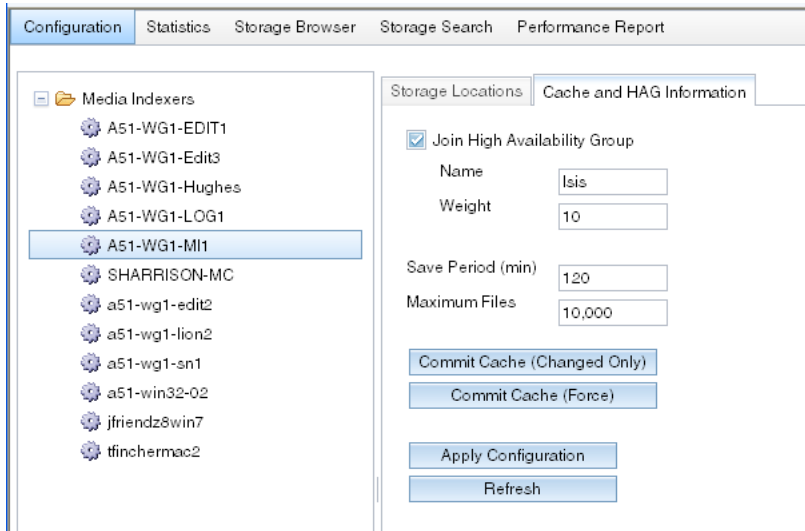 Configuration Statistics Storage Browser Storage Search Performance Report
Media Indexers
A51-WG1-EDIT1
A51-WG1-Edit3
A51-WG1-Hughes
A51-WG1-LOG1
A51-WG1-MI1
SHARRISON-MC
a51-wg1-edit2
a51-wg1-lion2
a51-wg1-sn1
a51-win32-02
jfriendz8win7
tfinchermac2
Storage Locations Cache and HAG Information
Join High Availability Group
Name Isis
Weight 10
Save Period (min) 120
Maximum Files 10,000
Commit Cache (Changed Only)
Commit Cache (Force)
Apply Configuration
Refresh